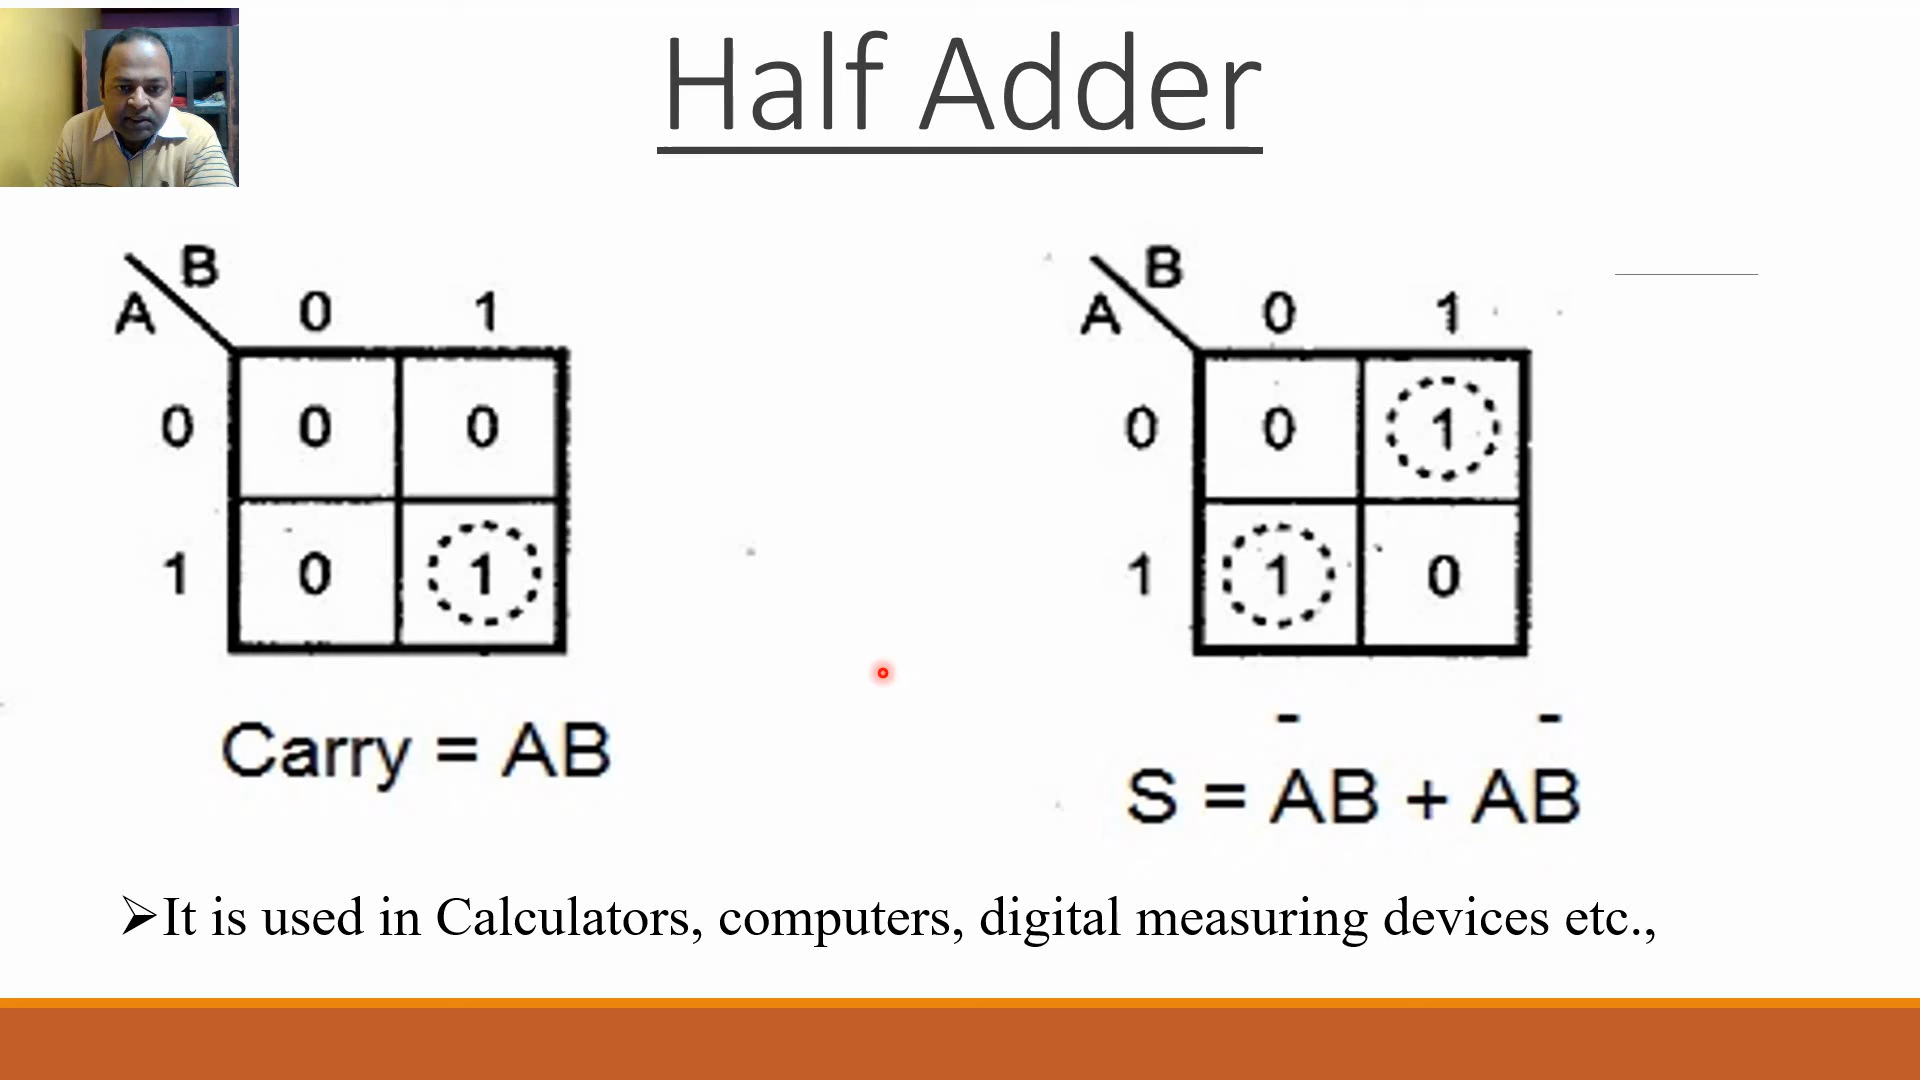 Half Adder
B
A 0 1
0 0 0
1 0 1
Carry = AB
B
A 0 1
0 0 1
1 1 0
S = A̅B + AB̅
➢It is used in Calculators, computers, digital measuring devices etc.,